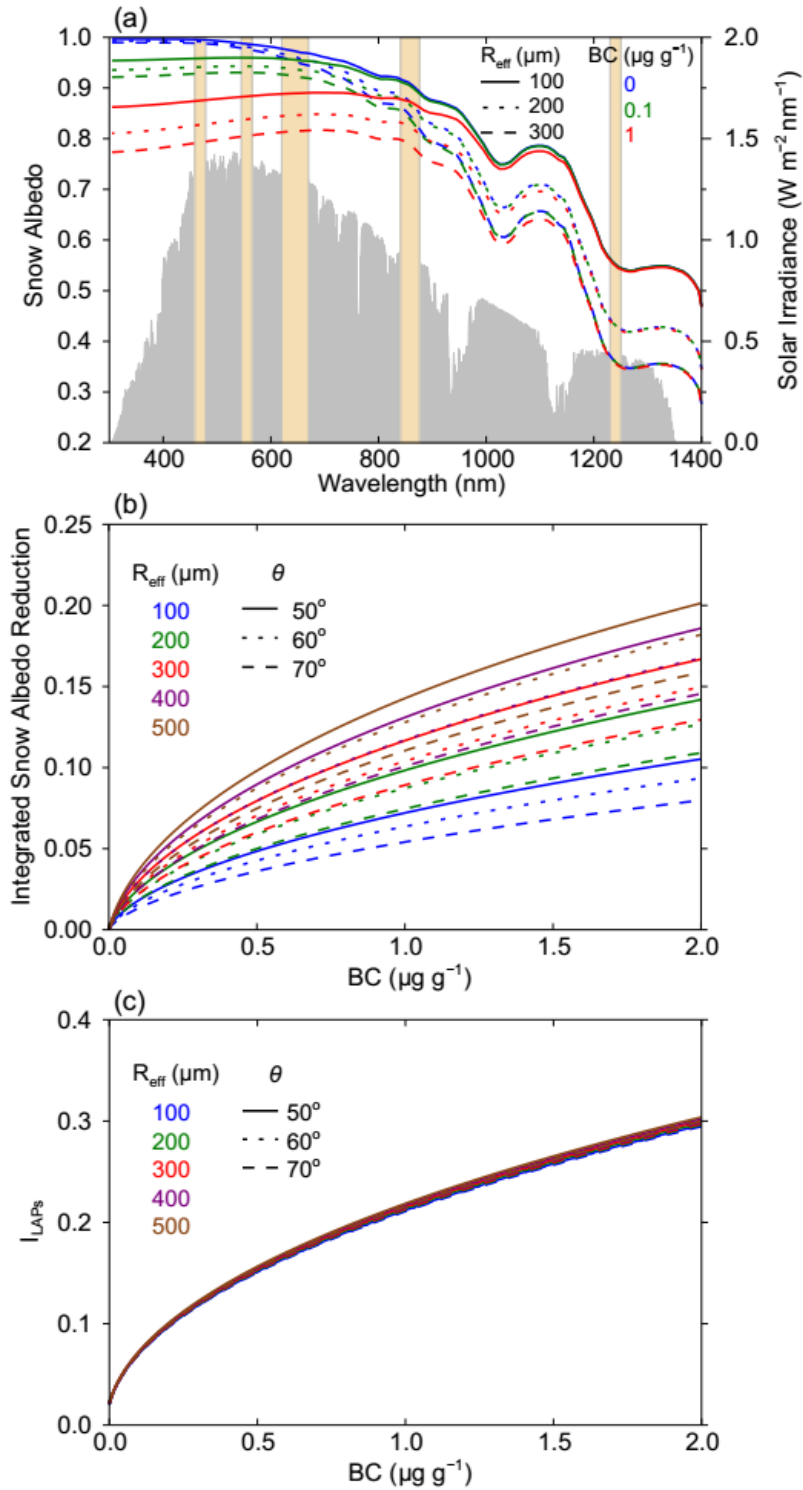 (a)
R_eff (μm) BC (μg g⁻¹)
100 0
200 0.1
300 1
Snow Albedo
1.0
0.9
0.8
0.7
0.6
0.5
0.4
0.3
0.2
Solar Irradiance (W m⁻² nm⁻¹)
2.0
1.5
1.0
0.5
0.0
400 600 800 1000 1200 1400
Wavelength (nm)
(b)
Integrated Snow Albedo Reduction
0.25
0.20
0.15
0.10
0.05
0.00
R_eff (μm) θ
100 50°
200 60°
300 70°
400
500
0.0 0.5 1.0 1.5 2.0
BC (μg g⁻¹)
(c)
I_LAPs
0.4
0.3
0.2
0.1
0.0
R_eff (μm) θ
100 50°
200 60°
300 70°
400
500
0.0 0.5 1.0 1.5 2.0
BC (μg g⁻¹)